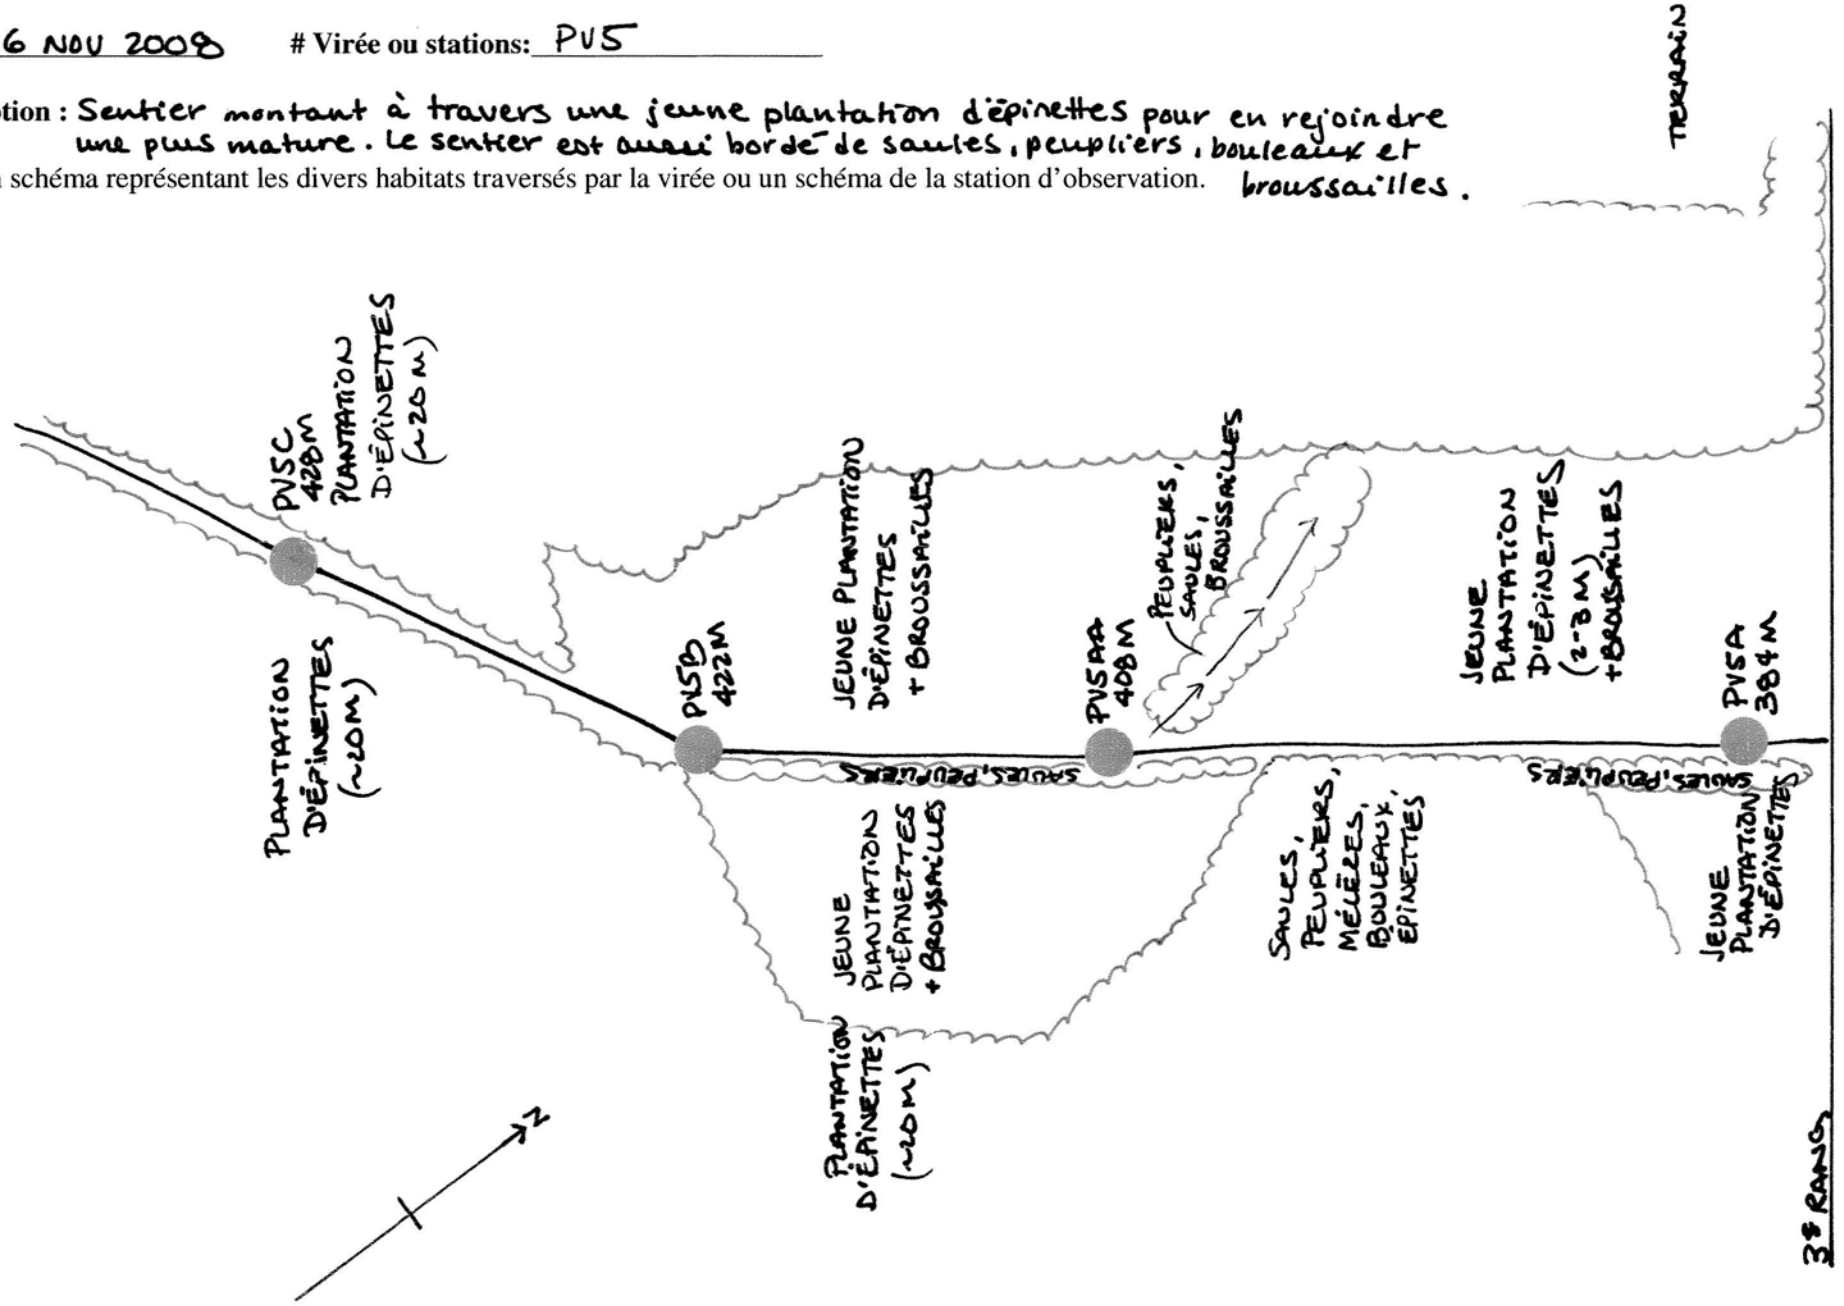 6 NOV 2008 # Virée ou stations: PV5
tion : Sentier montant à travers une jeune plantation d'épinettes pour en rejoindre
une plus mature. Le sentier est aussi bordé de saules, peupliers, bouleaux et
schéma représentant les divers habitats traversés par la virée ou un schéma de la station d'observation. broussailles.
TERRAIN
PV5C
428M
PLANTATION
D'ÉPINETTES
(~20M)
PLANTATION
D'ÉPINETTES
(~20M)
PV5B
422M
JEUNE PLANTATION
D'ÉPINETTES
+ BROUSSAILLES
PV5AA
408M
PEUPLIERS,
SAULES,
BROUSSAILLES
JEUNE
PLANTATION
D'ÉPINETTES
(2-3M)
+BROUSSAILLES
PV5A
384M
SAULES, PEUPLIERS
SAULES, PEUPLIERS
JEUNE
PLANTATION
D'ÉPINETTES
+ BROUSSAILLES
PLANTATION
D'ÉPINETTES
(~20M)
SAULES,
PEUPLIERS,
MÉLÈZES,
BOULEAUX,
ÉPINETTES
JEUNE
PLANTATION
D'ÉPINETTES
N
3e RANG